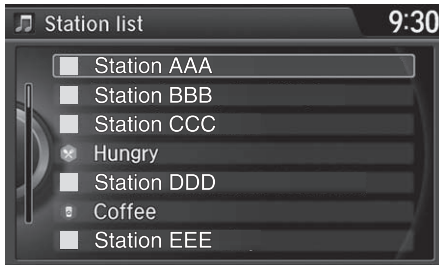 Station list
9:30
Station AAA
Station BBB
Station CCC
Hungry
Station DDD
Coffee
Station EEE